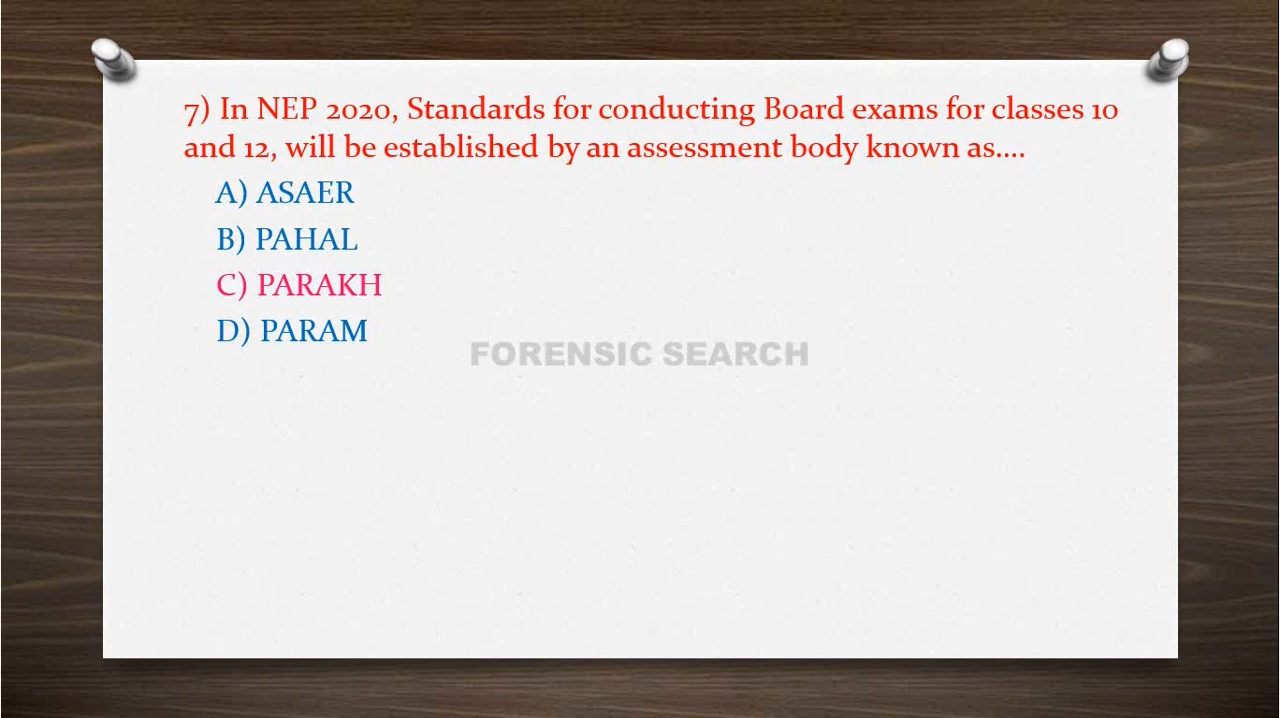 7) In NEP 2020, Standards for conducting Board exams for classes 10
and 12, will be established by an assessment body known as....
A) ASAER
B) PAHAL
C) PARAKH
D) PARAM
FORENSIC SEARCH